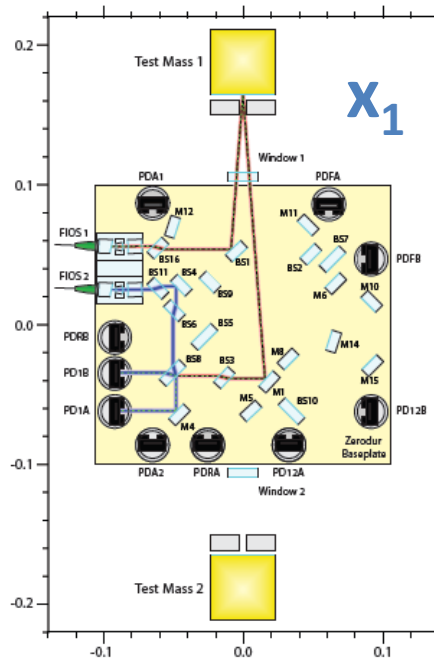 0.2
Test Mass 1
x1
Window 1
0.1
PDA1
PDFA
M12
M11
FIOS 1
BS16
BS1
BS7
BS2
PDFB
FIOS 2
BS11
BS4
BS9
M6
M10
0.0
BS6
PDRB
BS5
M14
M8
PD1B
BS8
BS3
M15
M1
PD1A
M4
M5
BS10
PD12B
PDA2
PDRA
PD12A
Zerodur
Baseplate
-0.1
Window 2
Test Mass 2
-0.2
-0.1
0.0
0.1